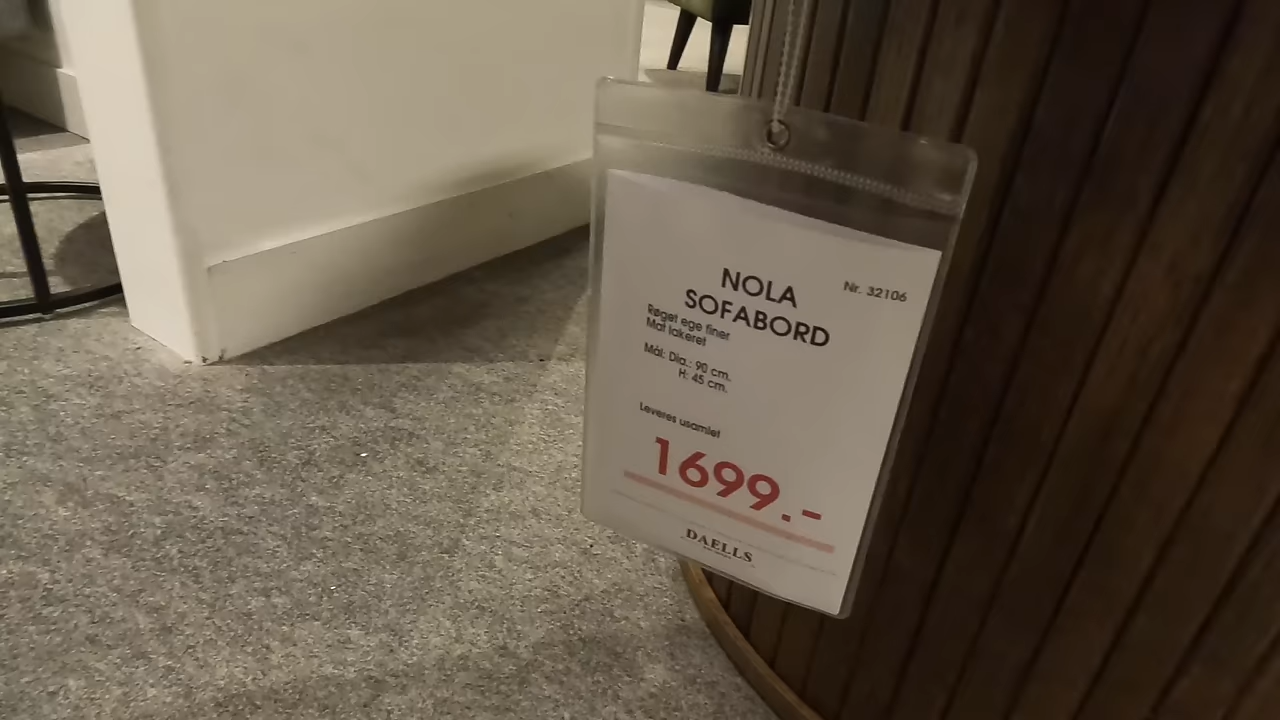 NOLA
SOFABORD
Nr. 32106
Røget ege finer
Mat lakeret
Mål: Dia.: 90 cm.
H: 45 cm.
Leveres usamlet
1699.-
DAELLS